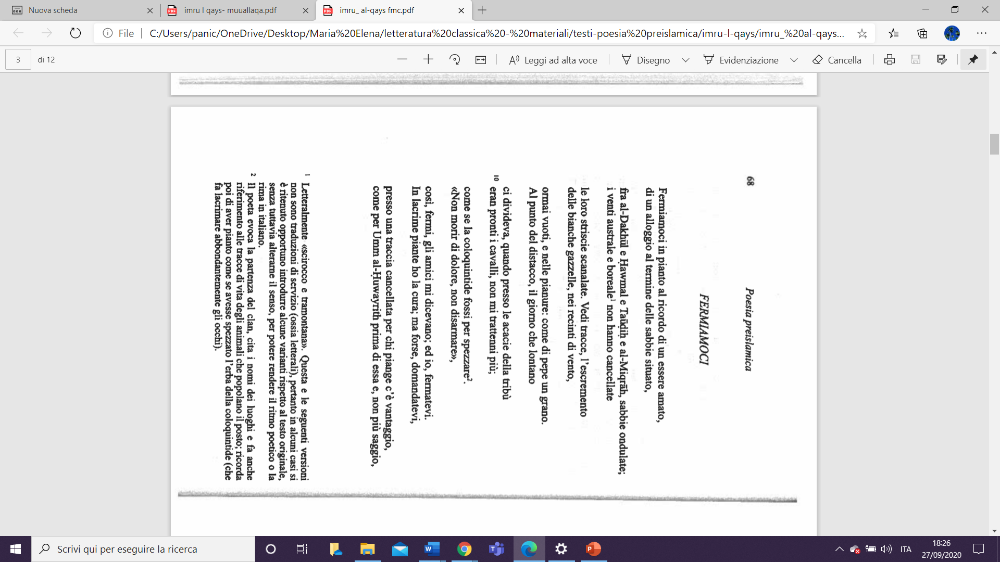 Nuova scheda
imru l qays- muuallaqa.pdf
imru_ al-qays fmc.pdf
File
C:/Users/panic/OneDrive/Desktop/Maria%20Elena/letteratura%20classica%20-%20materiali/testi-poesia%20preislamica/imru-l-qays/imru_%20al-qays...
3 di 12
Leggi ad alta voce
Disegno
Evidenziazione
Cancella
68
Poesia preislamica
FERMIAMOCI
Fermiamoci in pianto al ricordo di un essere amato,
di un alloggio al termine delle sabbie situato,
fra al-Dakhūl e Ḥawmal e Taūḍiḥ e al-Miqrāh, sabbie ondulate;
i venti australe e boreale¹ non hanno cancellate
le loro striscie scanalate. Vedi tracce, l'escremento
delle bianche gazzelle, nei recinti di vento,
ormai vuoti, e nelle pianure: come di pepe un grano.
Al punto del distacco, il giorno che lontano
ci divideva, quando presso le acacie della tribù
10 eran pronti i cavalli, non mi trattenni più;
come se la coloquintide fossi per spezzare².
«Non morir di dolore, non disarmare»,
così, fermi, gli amici mi dicevano; ed io, fermatevi.
In lacrime piante ho la cura; ma forse, domandatevi,
presso una traccia cancellata per chi piange c'è vantaggio,
come per Umm al-Ḥuwayrith prima di essa e, non più saggio,
¹ Letteralmente «scirocco e tramontana». Questa e le seguenti versioni
non sono traduzioni di servizio (ossia letterali), pertanto in alcuni casi si
è ritenuto opportuno introdurre alcune varianti rispetto al testo originale,
senza tuttavia alterarne il senso, per potere rendere il ritmo poetico o la
rima in italiano.
² Il poeta evoca la partenza del clan, cita i nomi dei luoghi e fa anche
riferimento alle tracce di vita degli animali che popolano il posto; ricorda
poi di aver pianto come se avesse spezzato l'erba della coloquintide (che
fa lacrimare abbondantemente gli occhi).
Scrivi qui per eseguire la ricerca
ITA
18:26
27/09/2020